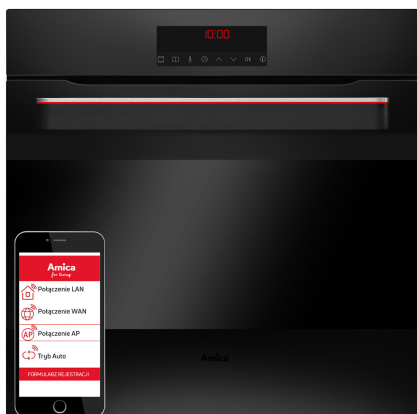 10:00
OK
Amica
for living
Połączenie LAN
Połączenie WAN
AP
Połączenie AP
Tryb Auto
FORMULARZ REJESTRACJI
Amica